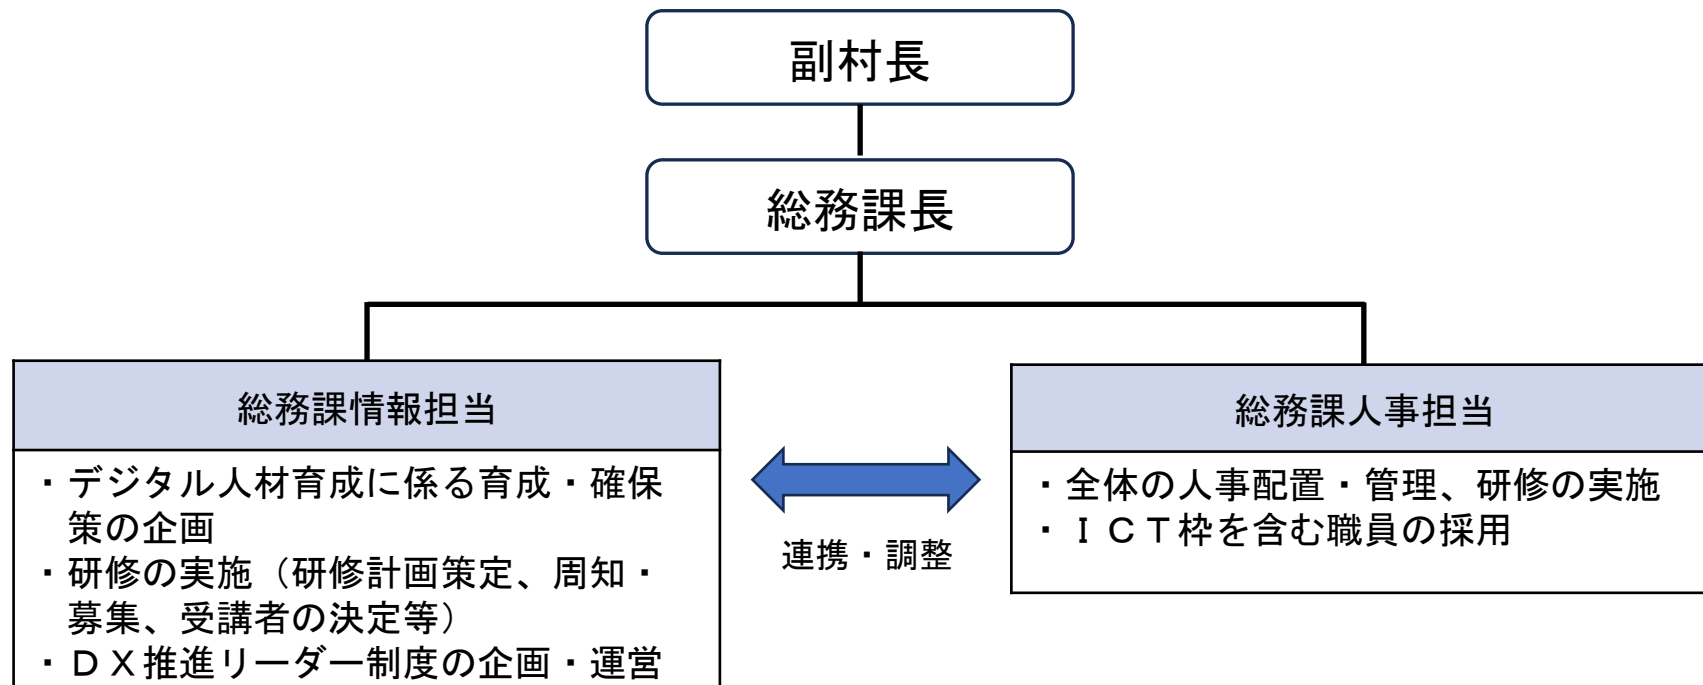 副村長
総務課長
総務課情報担当
・デジタル人材育成に係る育成・確保
策の企画
・研修の実施（研修計画策定、周知・
募集、受講者の決定等）
・ＤＸ推進リーダー制度の企画・運営
連携・調整
総務課人事担当
・全体の人事配置・管理、研修の実施
・ＩＣＴ枠を含む職員の採用